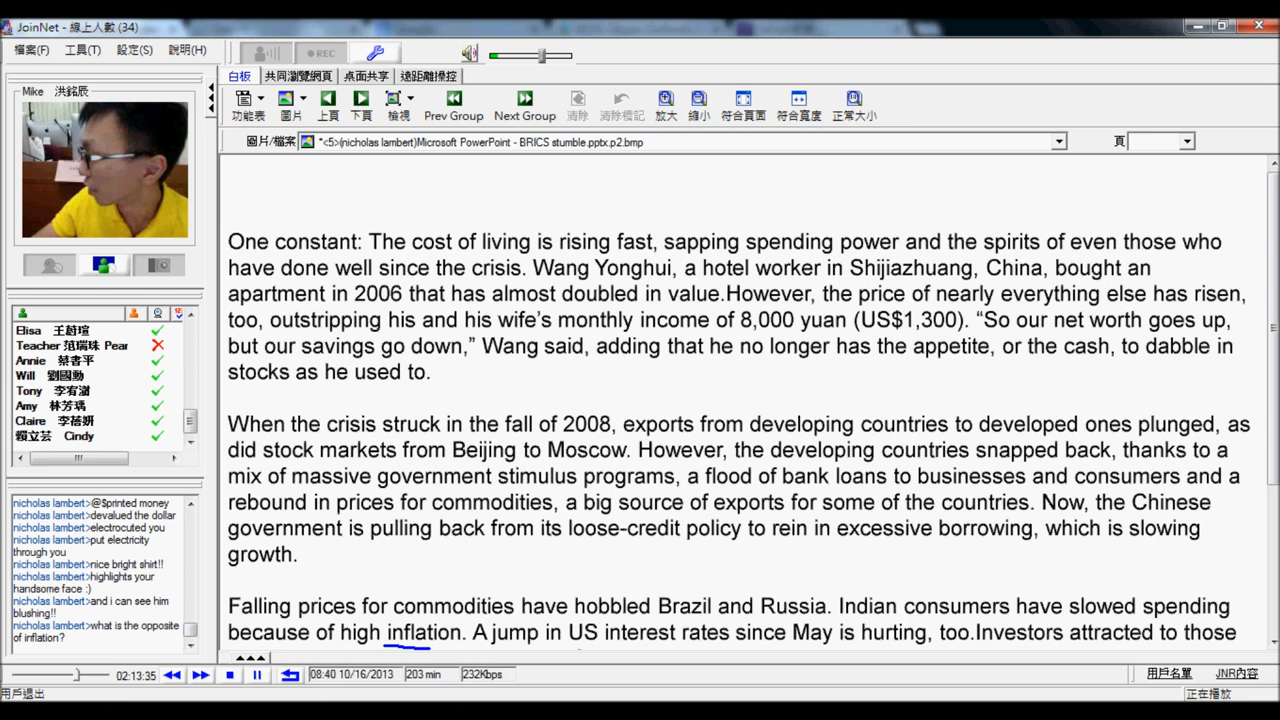 JoinNet - 線上人數 (34)
檔案(F) 工具(T) 設定(S) 說明(H)
REC
白板 共同瀏覽網頁 桌面共享 遠距離操控
Mike 洪銘辰
功能表 圖片 上頁 下頁 檢視 Prev Group Next Group 清除 清除標記 放大 縮小 符合頁面 符合寬度 正常大小
圖片/檔案 *<5>(nicholas lambert)Microsoft PowerPoint - BRICS stumble.pptx.p2.bmp 頁
One constant: The cost of living is rising fast, sapping spending power and the spirits of even those who
have done well since the crisis. Wang Yonghui, a hotel worker in Shijiazhuang, China, bought an
apartment in 2006 that has almost doubled in value.However, the price of nearly everything else has risen,
too, outstripping his and his wife's monthly income of 8,000 yuan (US$1,300). “So our net worth goes up,
but our savings go down,” Wang said, adding that he no longer has the appetite, or the cash, to dabble in
stocks as he used to.
When the crisis struck in the fall of 2008, exports from developing countries to developed ones plunged, as
did stock markets from Beijing to Moscow. However, the developing countries snapped back, thanks to a
mix of massive government stimulus programs, a flood of bank loans to businesses and consumers and a
rebound in prices for commodities, a big source of exports for some of the countries. Now, the Chinese
government is pulling back from its loose-credit policy to rein in excessive borrowing, which is slowing
growth.
Falling prices for commodities have hobbled Brazil and Russia. Indian consumers have slowed spending
because of high inflation. A jump in US interest rates since May is hurting, too.Investors attracted to those
Elisa
Teacher 范瑞珠 Pear
Annie 蔡書平
Will 劉國勳
Tony
Amy 林芳瑀
Claire 李蓓妍
賴立芸 Cindy
nicholas lambert>@$printed money
nicholas lambert>devalued the dollar
nicholas lambert>electrocuted you
nicholas lambert>put electricity
through you
nicholas lambert>nice bright shirt!!
nicholas lambert>highlights your
handsome face :)
nicholas lambert>and i can see him
blushing!!
nicholas lambert>what is the opposite
of inflation?
02:13:35 08:40 10/16/2013 203 min 232Kbps 用戶名單 JNR內容
用戶退出 正在播放